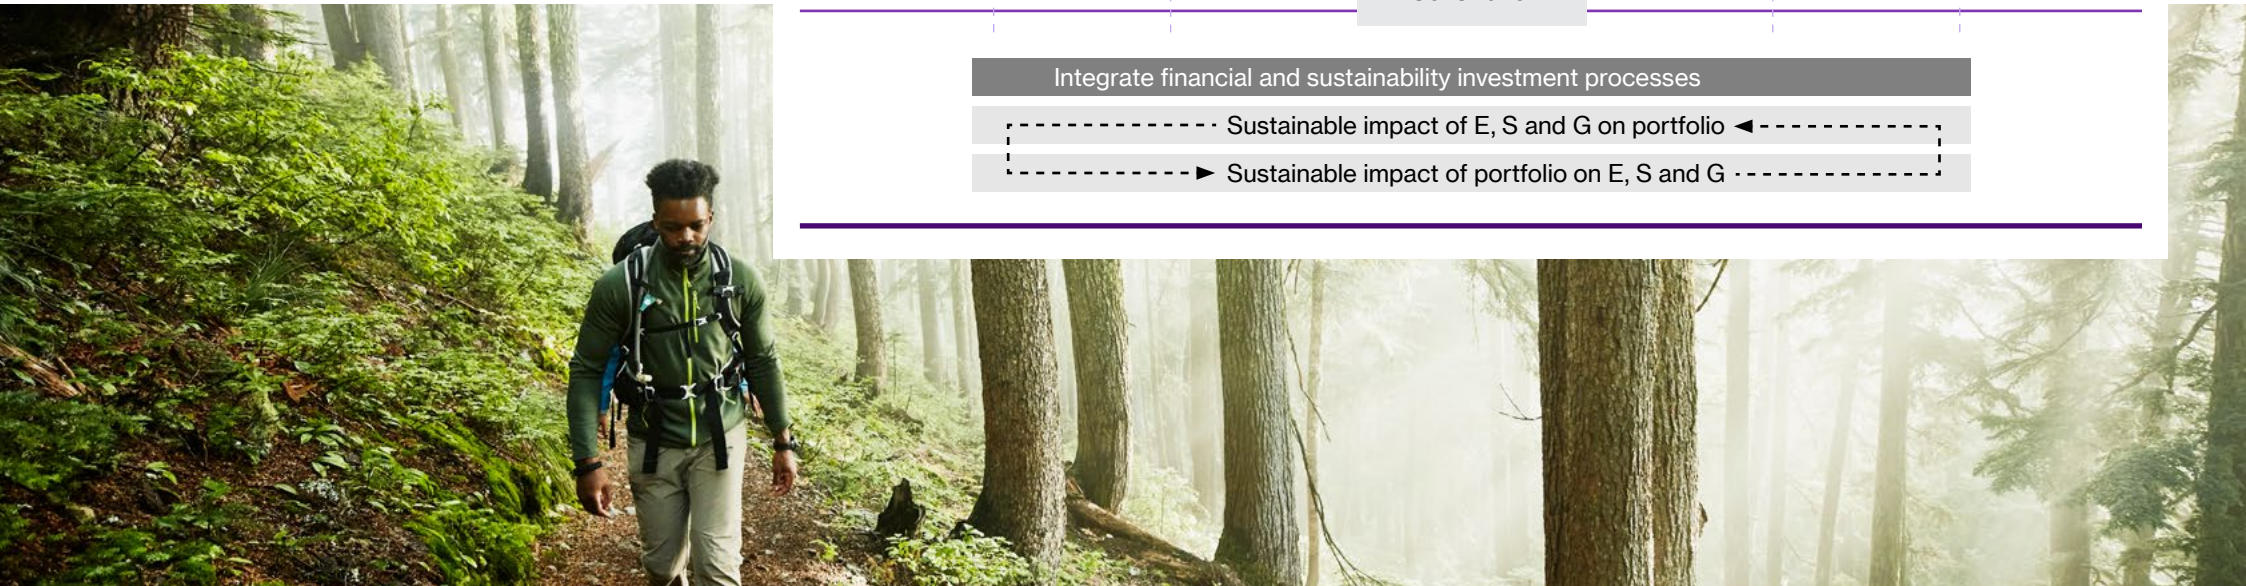 Integrate financial and sustainability investment processes
Sustainable impact of E, S and G on portfolio
Sustainable impact of portfolio on E, S and G